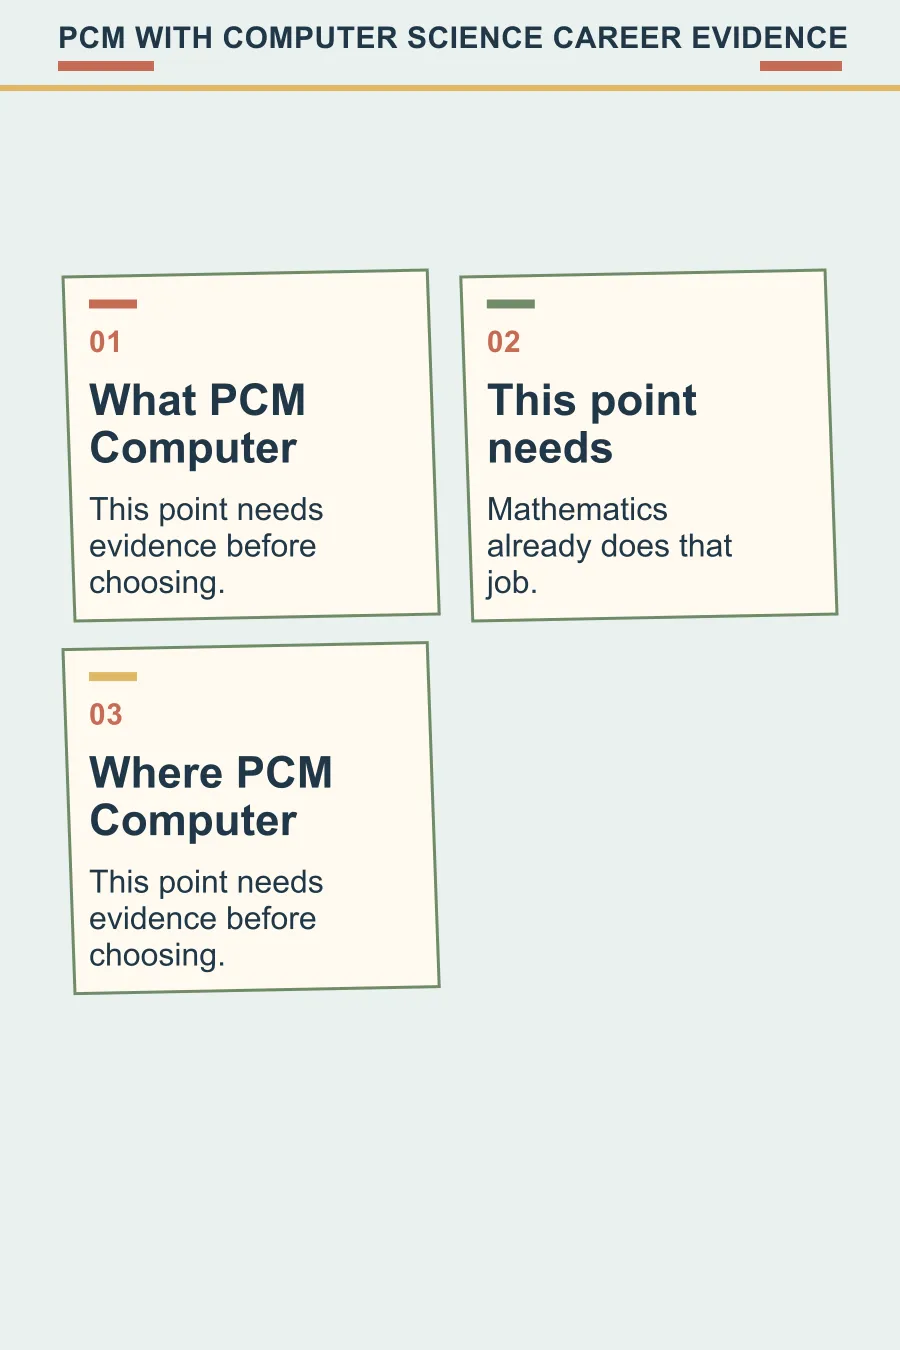 PCM WITH COMPUTER SCIENCE CAREER EVIDENCE
01
What PCM
Computer
This point needs
evidence before
choosing.
02
This point
needs
Mathematics
already does that
job.
03
Where PCM
Computer
This point needs
evidence before
choosing.